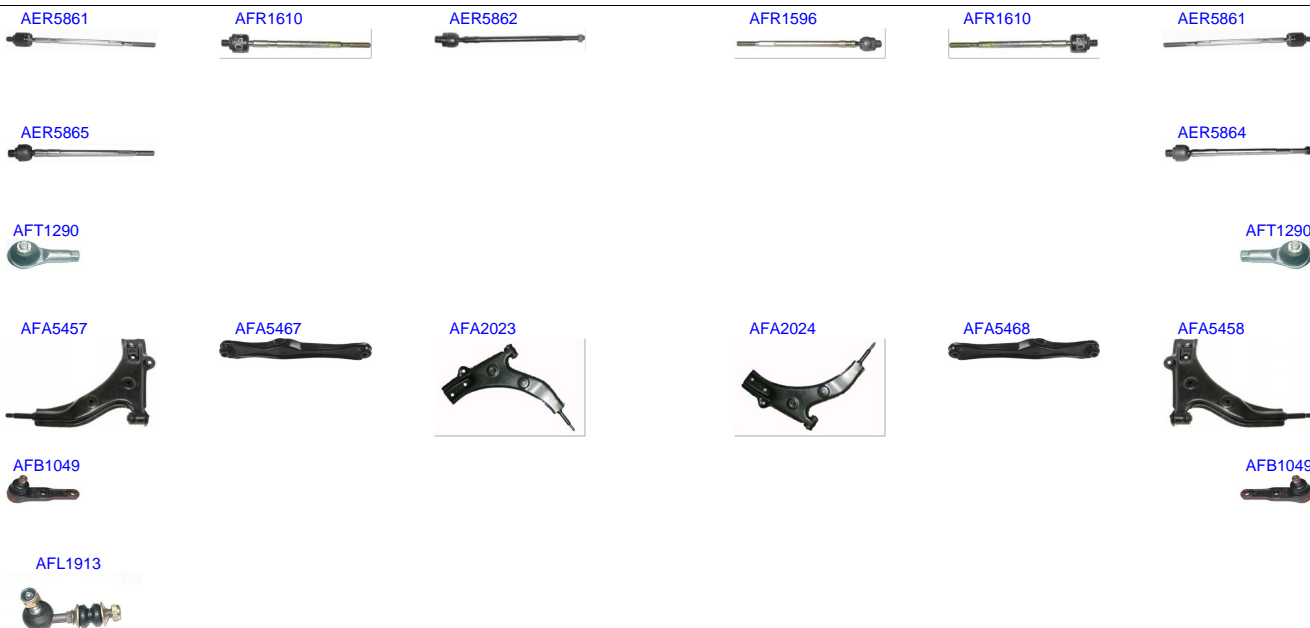 AER5861 AFR1610 AER5862 AFR1596 AFR1610 AER5861
AER5865 AER5864
AFT1290 AFT1290
AFA5457 AFA5467 AFA2023 AFA2024 AFA5468 AFA5458
AFB1049 AFB1049
AFL1913